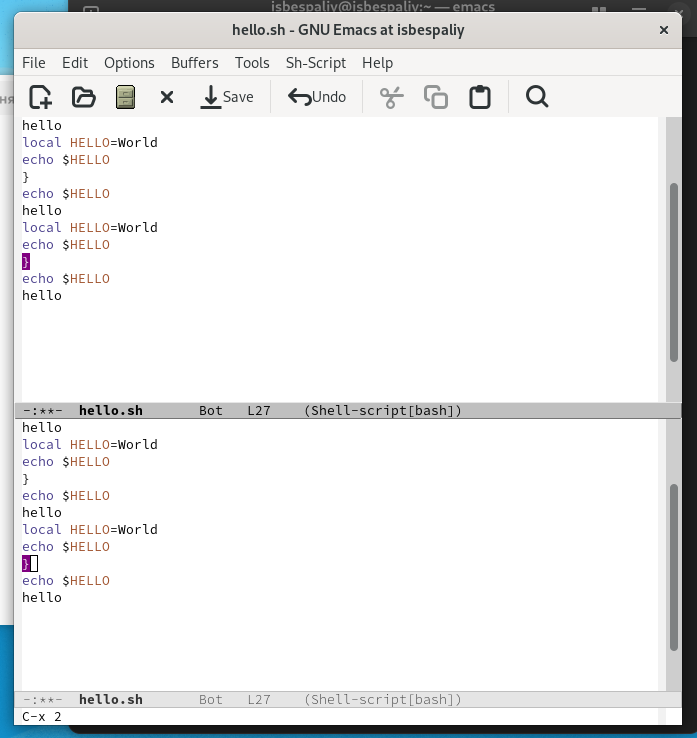 isbespaliy@isbespaliy:~ — emacs
hello.sh - GNU Emacs at isbespaliy
File Edit Options Buffers Tools Sh-Script Help
Save Undo
ня
hello
local HELLO=World
echo $HELLO
}
echo $HELLO
hello
local HELLO=World
echo $HELLO
}
echo $HELLO
hello
-:**- hello.sh Bot L27 (Shell-script[bash])
hello
local HELLO=World
echo $HELLO
}
echo $HELLO
hello
local HELLO=World
echo $HELLO
}
echo $HELLO
hello
-:**- hello.sh Bot L27 (Shell-script[bash])
C-x 2